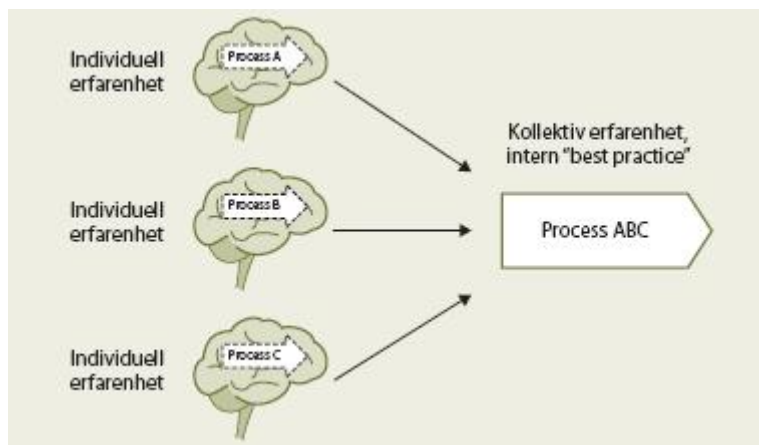 Individuell
erfarenhet
Process A
Kollektiv erfarenhet,
intern "best practice"
Individuell
erfarenhet
Process B
Process ABC
Individuell
erfarenhet
Process C